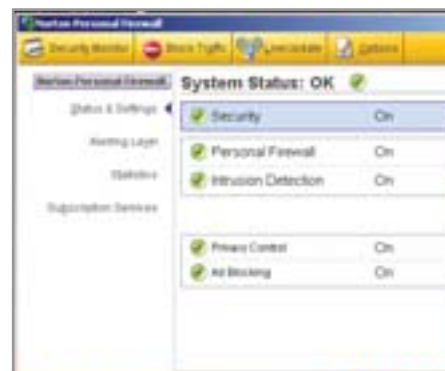 Norton Personal Firewall
Security Monitor Block Traffic LiveUpdate Options
Norton Personal Firewall
System Status: OK
Status & Settings
Security On
Alerting Layer
Personal Firewall On
Statistics
Intrusion Detection On
Subscription Services
Privacy Control On
Ad Blocking On